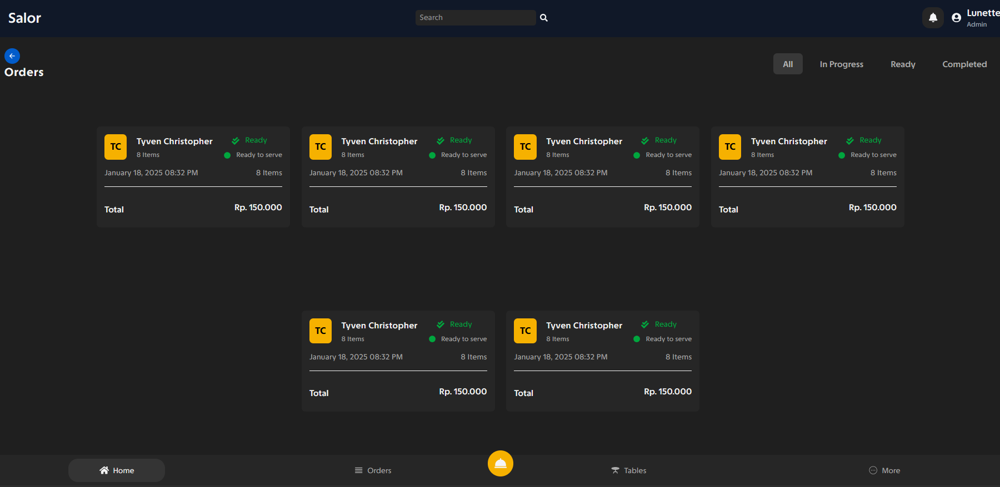 Salor
Search
Lunette
Admin
Orders
All In Progress Ready Completed
TC Tyven Christopher Ready
8 Items Ready to serve
January 18, 2025 08:32 PM 8 Items
Total Rp. 150.000
TC Tyven Christopher Ready
8 Items Ready to serve
January 18, 2025 08:32 PM 8 Items
Total Rp. 150.000
TC Tyven Christopher Ready
8 Items Ready to serve
January 18, 2025 08:32 PM 8 Items
Total Rp. 150.000
TC Tyven Christopher Ready
8 Items Ready to serve
January 18, 2025 08:32 PM 8 Items
Total Rp. 150.000
TC Tyven Christopher Ready
8 Items Ready to serve
January 18, 2025 08:32 PM 8 Items
Total Rp. 150.000
TC Tyven Christopher Ready
8 Items Ready to serve
January 18, 2025 08:32 PM 8 Items
Total Rp. 150.000
Home Orders Tables More